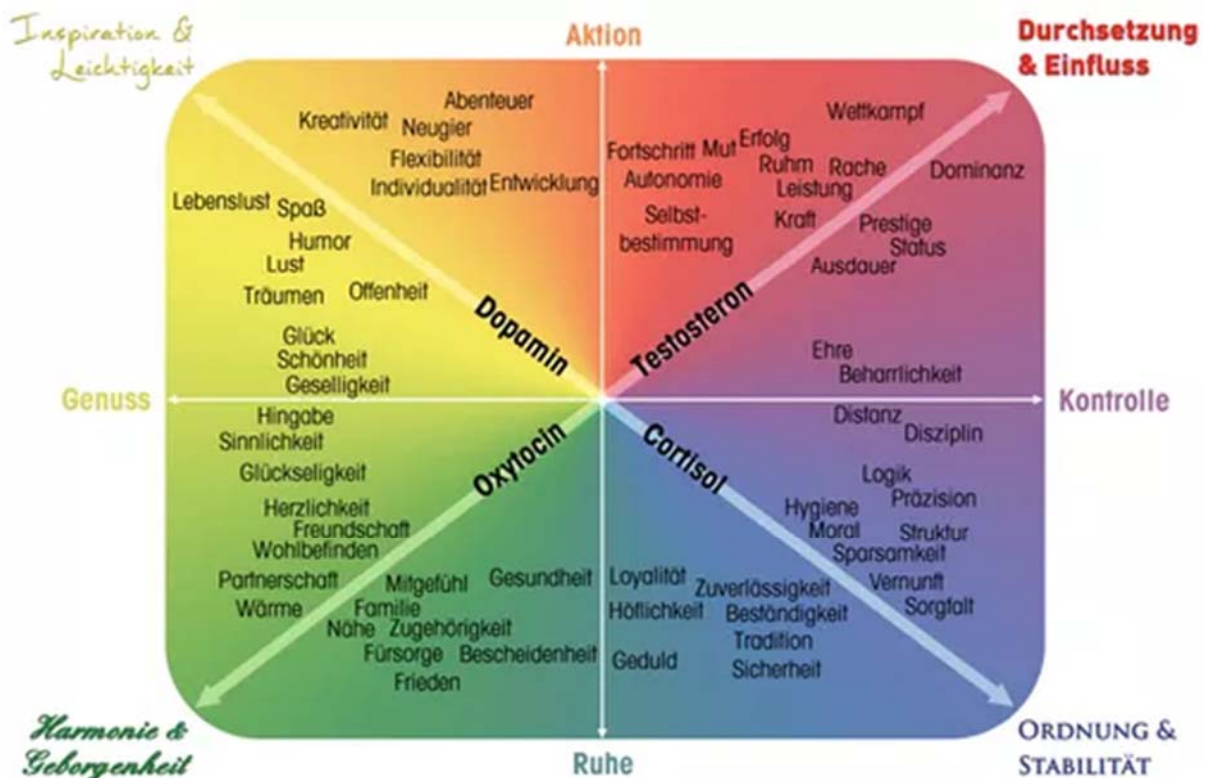 Inspiration &
Leichtigkeit
Aktion
Durchsetzung
& Einfluss
Abenteuer
Kreativität
Neugier
Flexibilität
Individualität
Entwicklung
Lebenslust
Spaß
Humor
Lust
Träumen
Offenheit
Glück
Schönheit
Geselligkeit
Dopamin
Wettkampf
Fortschritt
Mut
Erfolg
Ruhm
Rache
Dominanz
Autonomie
Leistung
Selbst-
bestimmung
Kraft
Prestige
Status
Ausdauer
Ehre
Beharrlichkeit
Testosteron
Genuss
Kontrolle
Hingabe
Sinnlichkeit
Glückseligkeit
Herzlichkeit
Freundschaft
Wohlbefinden
Partnerschaft
Mitgefühl
Gesundheit
Wärme
Familie
Nähe
Zugehörigkeit
Fürsorge
Bescheidenheit
Frieden
Oxytocin
Cortisol
Distanz
Disziplin
Logik
Präzision
Hygiene
Moral
Struktur
Sparsamkeit
Loyalität
Zuverlässigkeit
Vernunft
Höflichkeit
Beständigkeit
Sorgfalt
Tradition
Geduld
Sicherheit
Harmonie &
Geborgenheit
Ruhe
Ordnung &
Stabilität